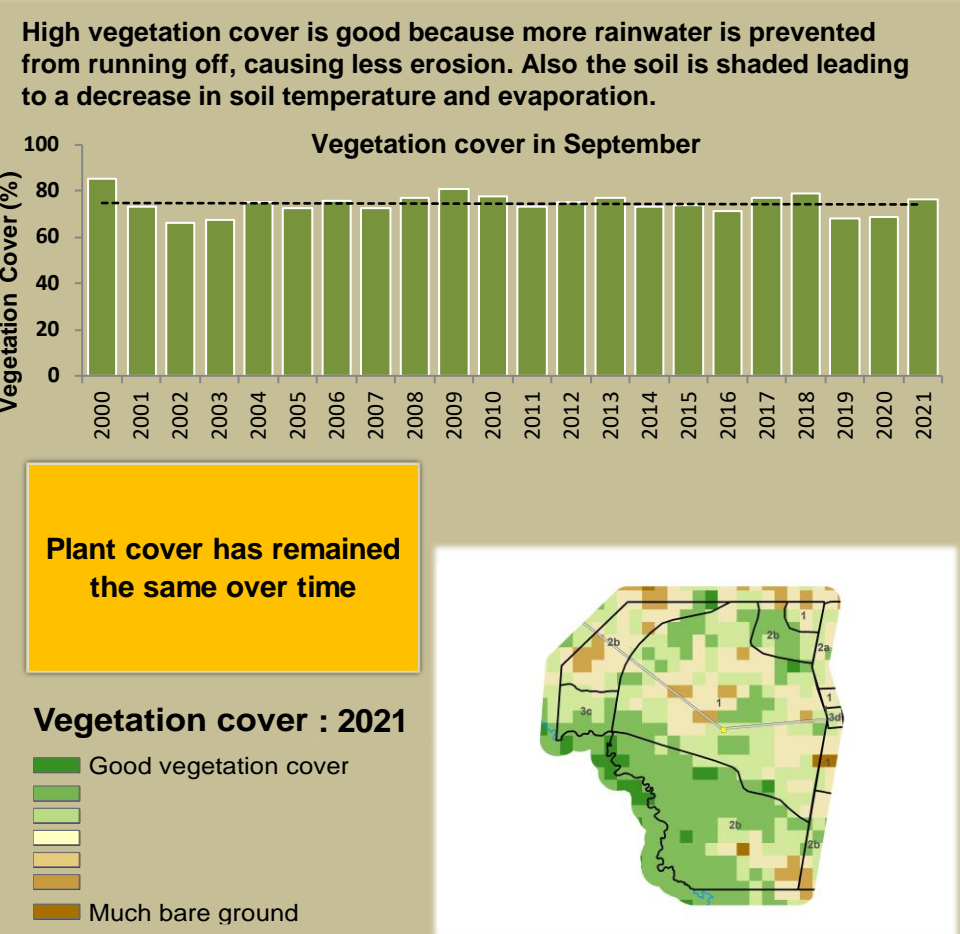 High vegetation cover is good because more rainwater is prevented
from running off, causing less erosion. Also the soil is shaded leading
to a decrease in soil temperature and evaporation.
Vegetation cover in September
Vegetation Cover (%)
100
80
60
40
20
0
2000 2001 2002 2003 2004 2005 2006 2007 2008 2009 2010 2011 2012 2013 2014 2015 2016 2017 2018 2019 2020 2021
Plant cover has remained
the same over time
Vegetation cover : 2021
Good vegetation cover
Much bare ground
1
2b
2b
2a
1
1
3c
3d
1
2b
2b